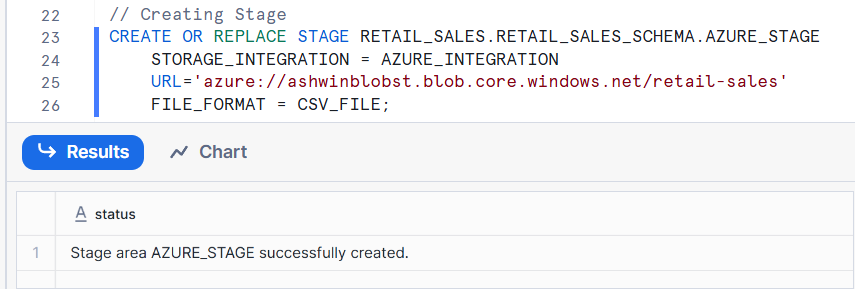 22 // Creating Stage
23 CREATE OR REPLACE STAGE RETAIL_SALES.RETAIL_SALES_SCHEMA.AZURE_STAGE
24 STORAGE_INTEGRATION = AZURE_INTEGRATION
25 URL='azure://ashwinblobst.blob.core.windows.net/retail-sales'
26 FILE_FORMAT = CSV_FILE;
Results Chart
A status
1 Stage area AZURE_STAGE successfully created.